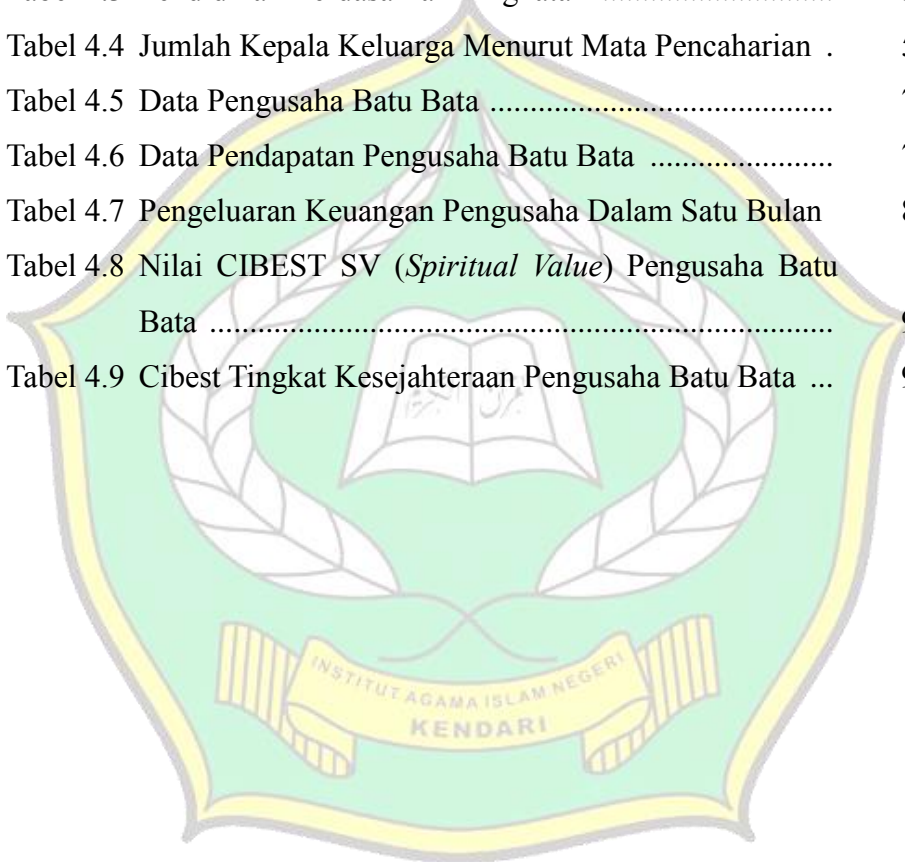 Tabel 4.4 Jumlah Kepala Keluarga Menurut Mata Pencaharian .
Tabel 4.5 Data Pengusaha Batu Bata .....................................
Tabel 4.6 Data Pendapatan Pengusaha Batu Bata ......................
Tabel 4.7 Pengeluaran Keuangan Pengusaha Dalam Satu Bulan
Tabel 4.8 Nilai CIBEST SV (Spiritual Value) Pengusaha Batu
Bata ...................................................................
Tabel 4.9 Cibest Tingkat Kesejahteraan Pengusaha Batu Bata ...
INSTITUT AGAMA ISLAM NEGERI
KENDARI